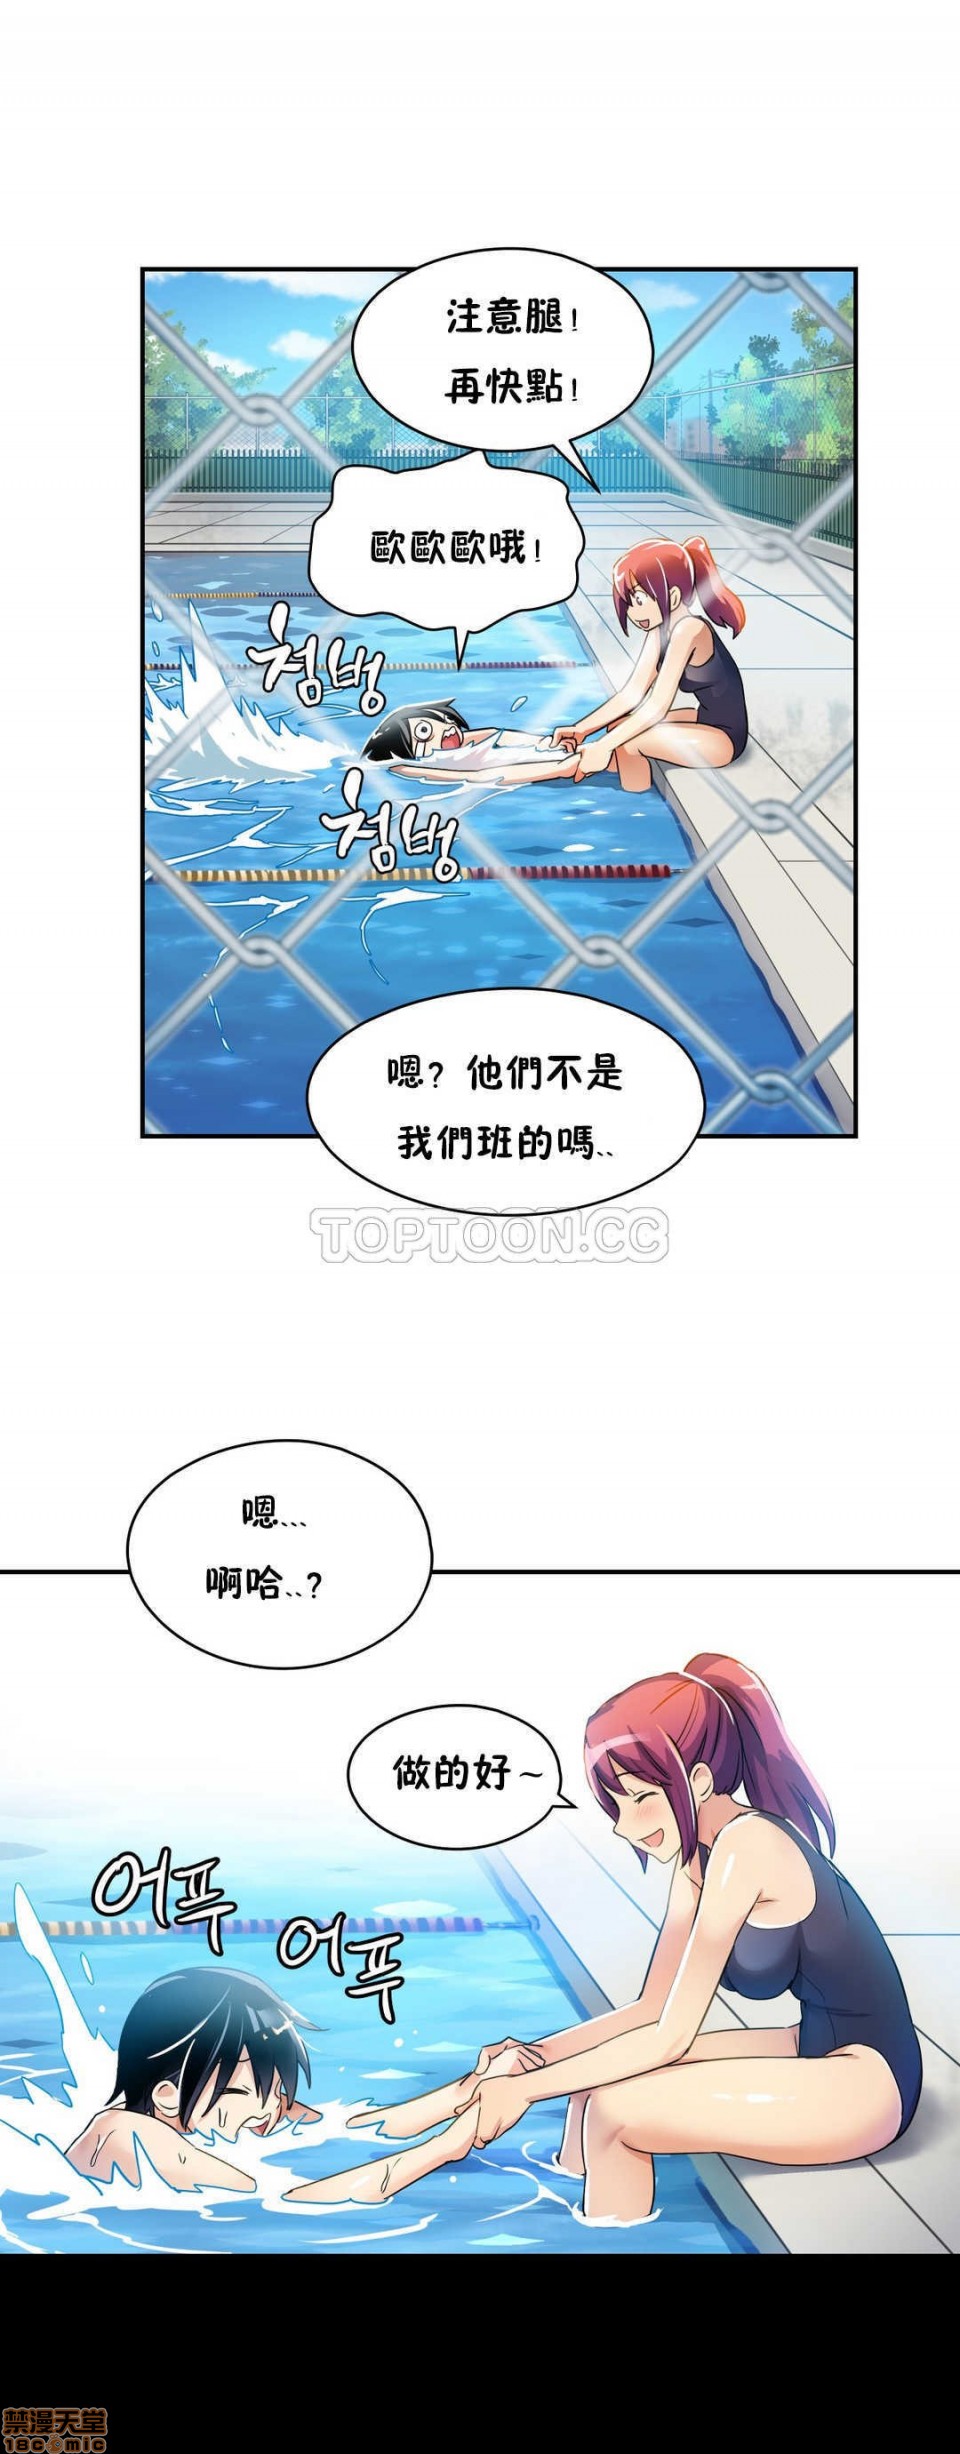 注意腿!
再快點!
歐歐歐哦!
첨벙
첨벙
嗯? 他們不是
我們班的嗎..
TOPTOON.CC
嗯...
啊哈..?
做的好~
어푸
어푸
禁漫天堂
18comic